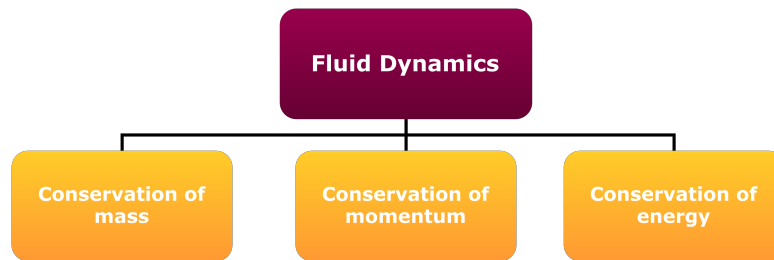 Fluid Dynamics
Conservation of
mass
Conservation of
momentum
Conservation of
energy